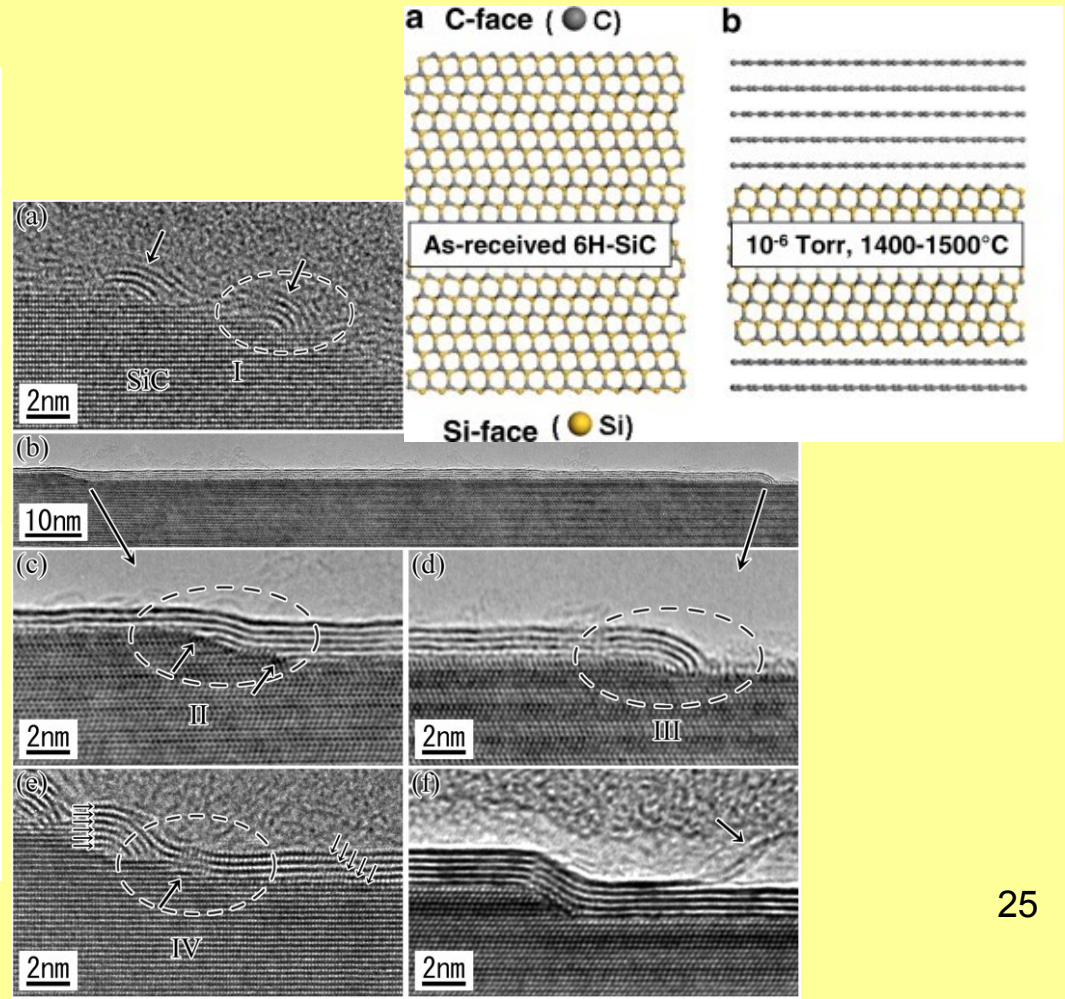 a C-face ( C)
b
As-received 6H-SiC
10⁻⁶ Torr, 1400-1500°C
Si-face ( Si)
(a)
SiC
I
2nm
(b)
10nm
(c)
II
2nm
(d)
III
2nm
(e)
IV
2nm
(f)
2nm
25